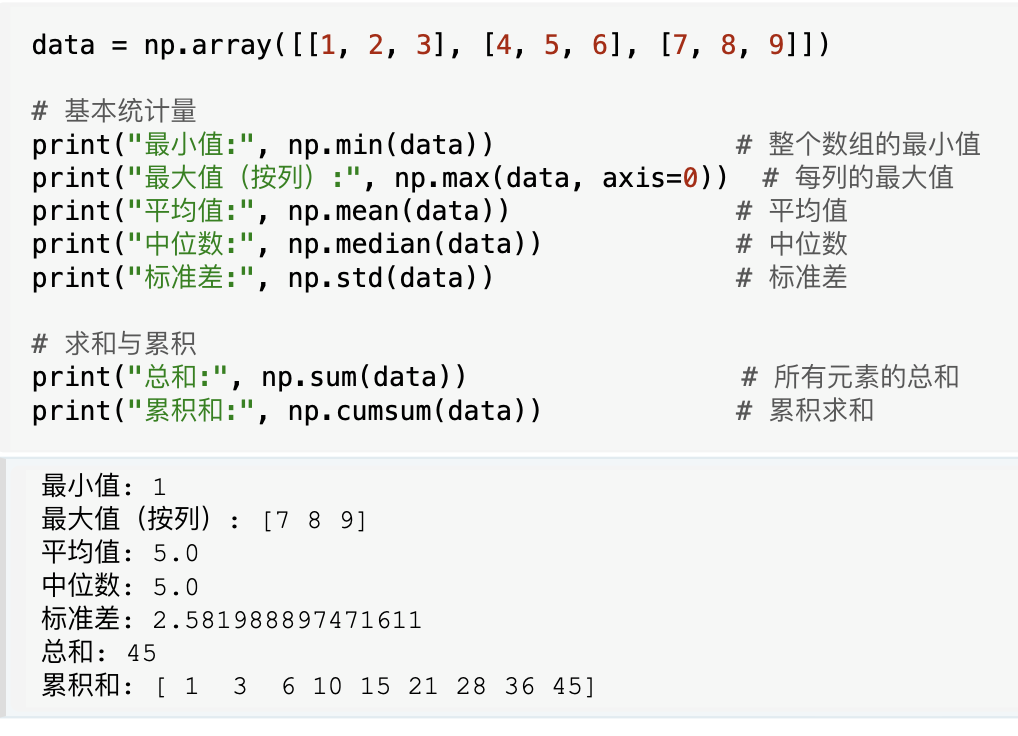 data = np.array([[1, 2, 3], [4, 5, 6], [7, 8, 9]])
# 基本统计量
print("最小值:", np.min(data))               # 整个数组的最小值
print("最大值（按列）:", np.max(data, axis=0))  # 每列的最大值
print("平均值:", np.mean(data))              # 平均值
print("中位数:", np.median(data))            # 中位数
print("标准差:", np.std(data))               # 标准差
# 求和与累积
print("总和:", np.sum(data))                 # 所有元素的总和
print("累积和:", np.cumsum(data))            # 累积求和
最小值: 1
最大值（按列）: [7 8 9]
平均值: 5.0
中位数: 5.0
标准差: 2.581988897471611
总和: 45
累积和: [ 1  3  6 10 15 21 28 36 45]